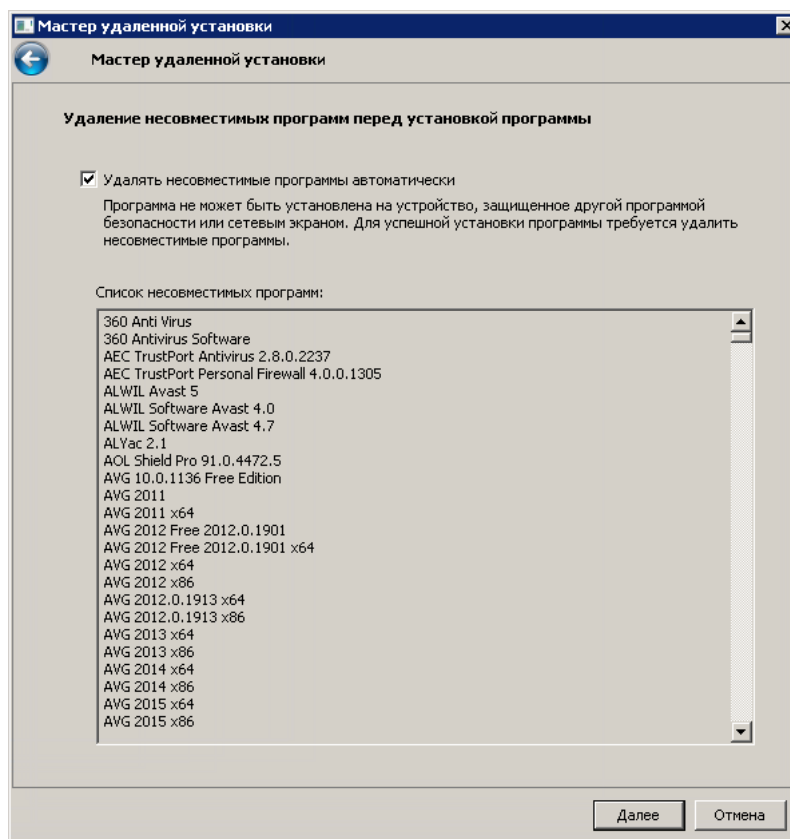 Мастер удаленной установки
Мастер удаленной установки
Удаление несовместимых программ перед установкой программы
Удалять несовместимые программы автоматически
Программа не может быть установлена на устройство, защищенное другой программой
безопасности или сетевым экраном. Для успешной установки программы требуется удалить
несовместимые программы.
Список несовместимых программ:
360 Anti Virus
360 Antivirus Software
AEC TrustPort Antivirus 2.8.0.2237
AEC TrustPort Personal Firewall 4.0.0.1305
ALWIL Avast 5
ALWIL Software Avast 4.0
ALWIL Software Avast 4.7
ALYac 2.1
AOL Shield Pro 91.0.4472.5
AVG 10.0.1136 Free Edition
AVG 2011
AVG 2011 x64
AVG 2012 Free 2012.0.1901
AVG 2012 Free 2012.0.1901 x64
AVG 2012 x64
AVG 2012 x86
AVG 2012.0.1913 x64
AVG 2012.0.1913 x86
AVG 2013 x64
AVG 2013 x86
AVG 2014 x64
AVG 2014 x86
AVG 2015 x64
AVG 2015 x86
Далее Отмена